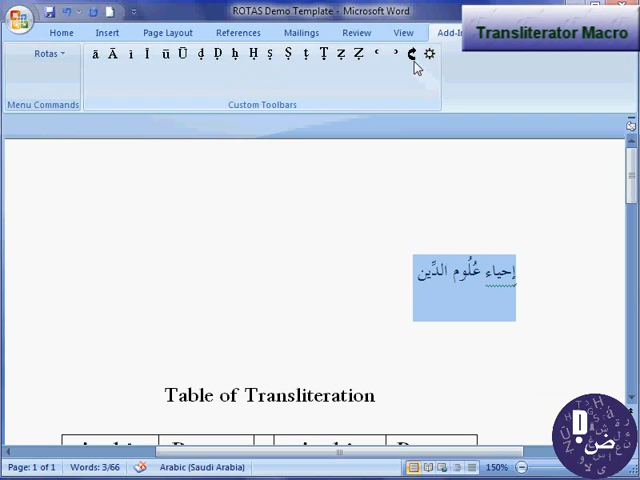 ROTAS Demo Template - Microsoft Word
Transliterator Macro
Home Insert Page Layout References Mailings Review View
Rotas
ā Ā ī Ī ū Ū ḍ Ḍ ḥ Ḥ ṣ Ṣ ṭ Ṭ ẓ Ẓ ʿ ʾ
Menu Commands Custom Toolbars
إحياء عُلُوم الدِّين
Table of Transliteration
Page: 1 of 1 Words: 3/66 Arabic (Saudi Arabia) 150%